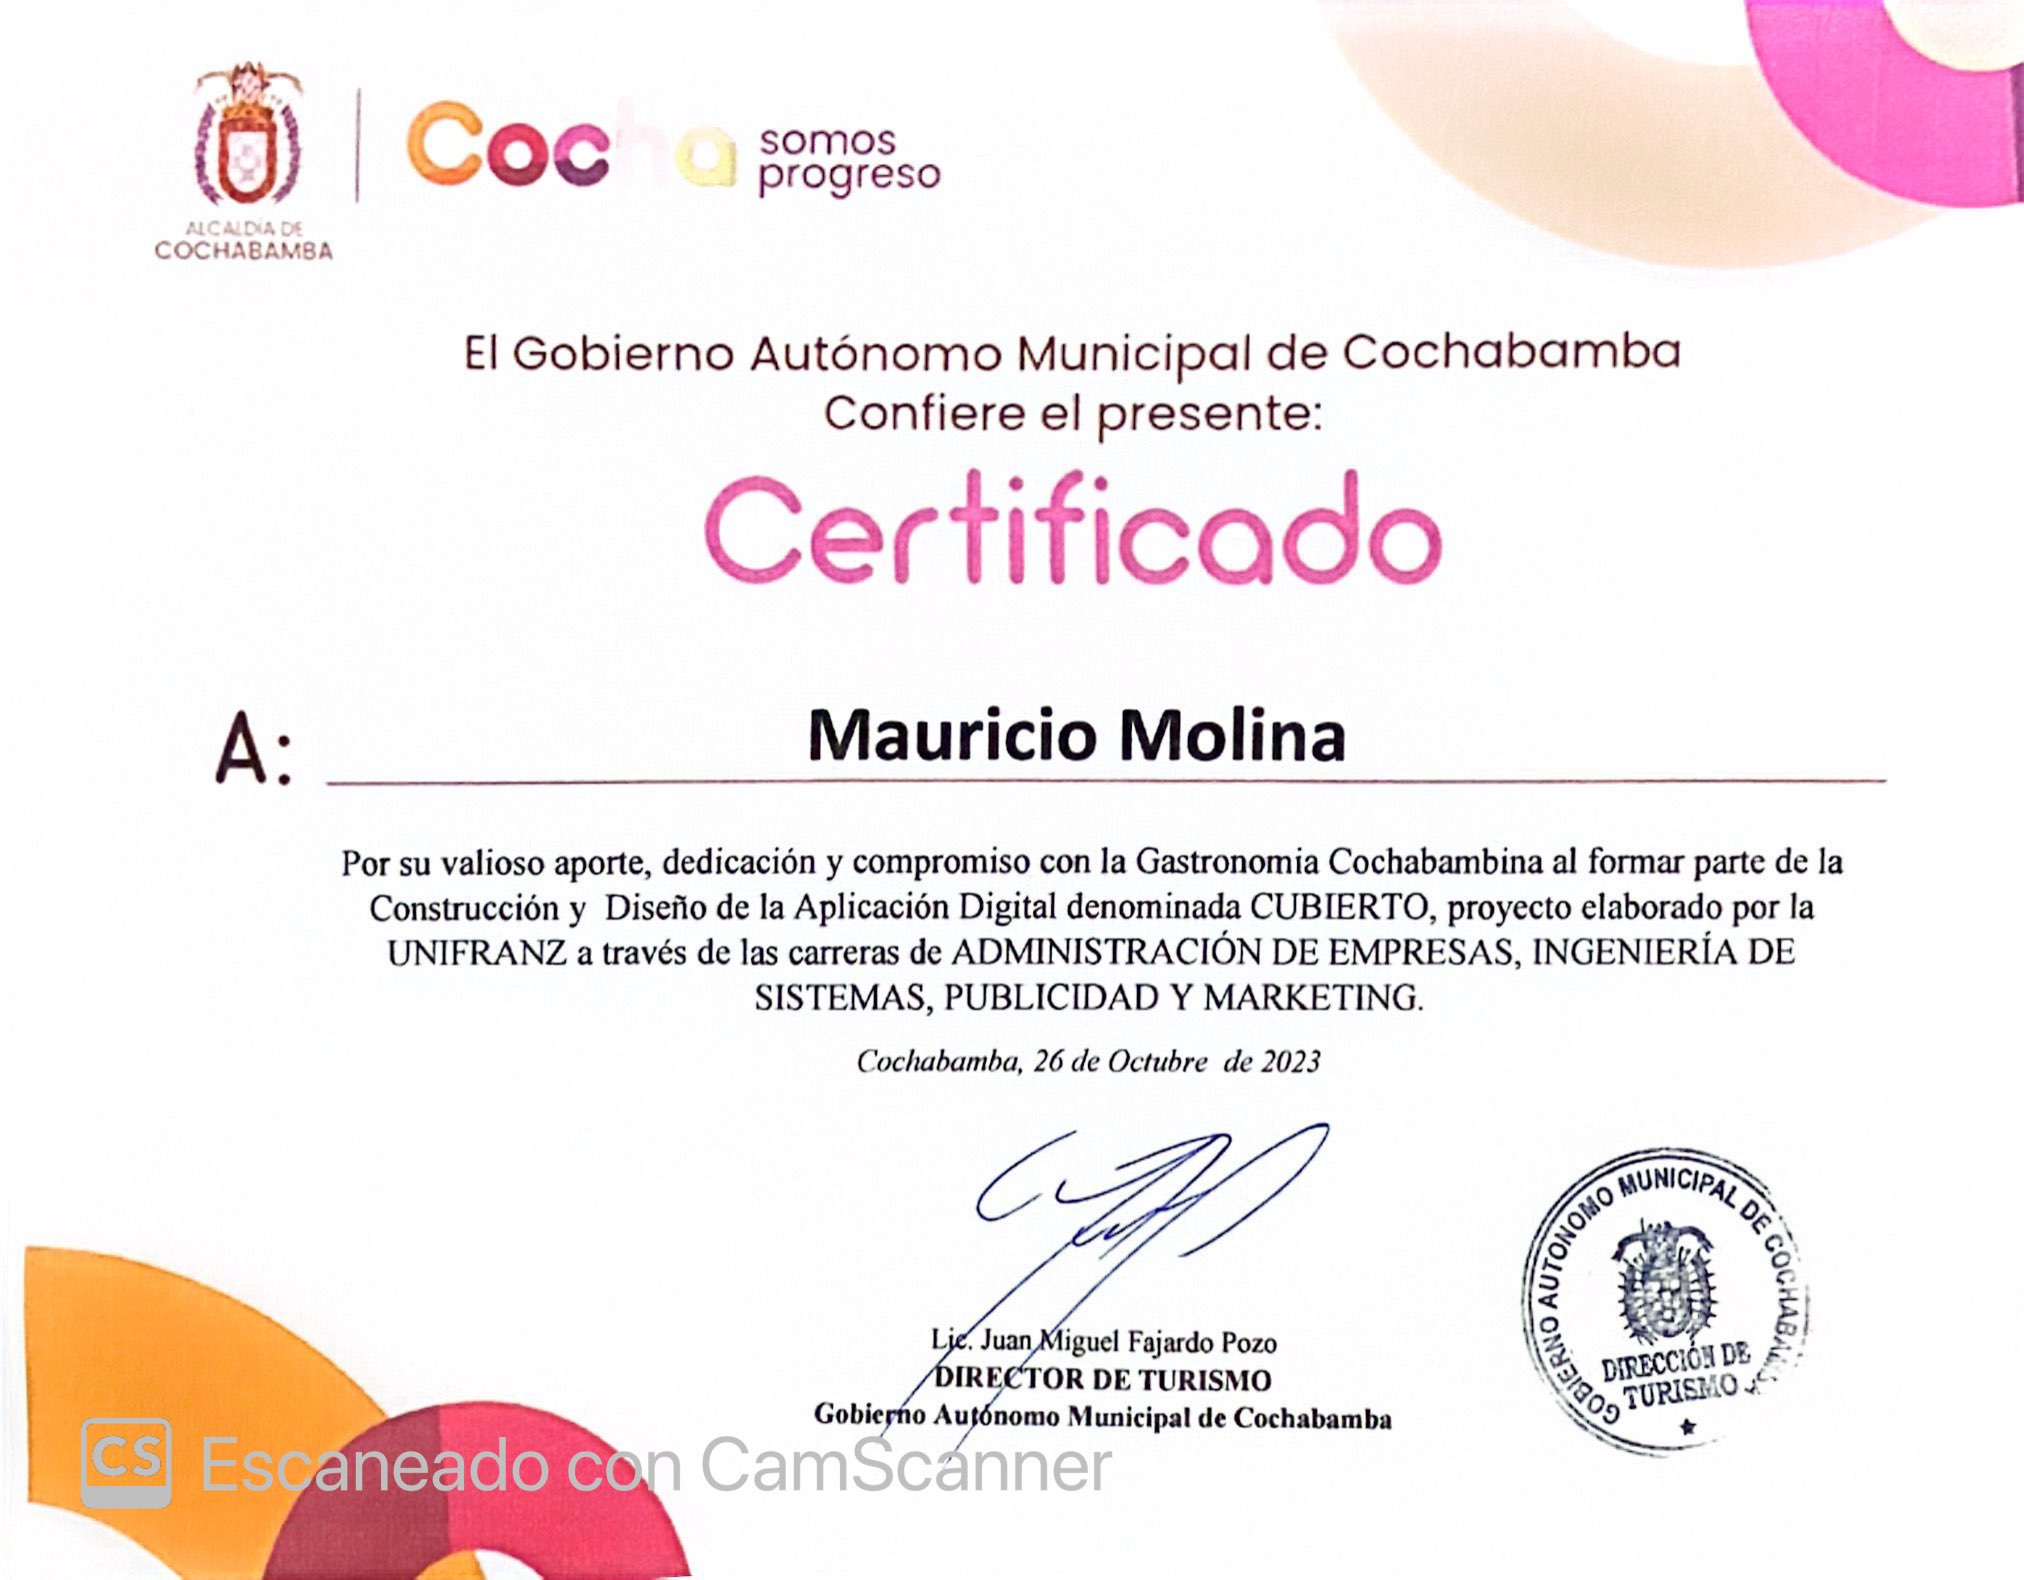 ALCALDÍA DE
COCHABAMBA
Cocha
somos
progreso
El Gobierno Autónomo Municipal de Cochabamba
Confiere el presente:
Certificado
A: Mauricio Molina
Por su valioso aporte, dedicación y compromiso con la Gastronomia Cochabambina al formar parte de la
Construcción y Diseño de la Aplicación Digital denominada CUBIERTO, proyecto elaborado por la
UNIFRANZ a través de las carreras de ADMINISTRACIÓN DE EMPRESAS, INGENIERÍA DE
SISTEMAS, PUBLICIDAD Y MARKETING.
Cochabamba, 26 de Octubre de 2023
Lic. Juan Miguel Fajardo Pozo
DIRECTOR DE TURISMO
Gobierno Autónomo Municipal de Cochabamba
GOBIERNO AUTONOMO MUNICIPAL DE COCHABAMBA
DIRECCIÓN DE
TURISMO
CS Escaneado con CamScanner